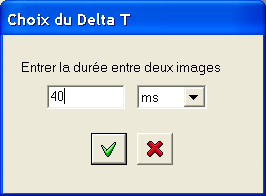 Choix du Delta T
Entrer la durée entre deux images
40 ms